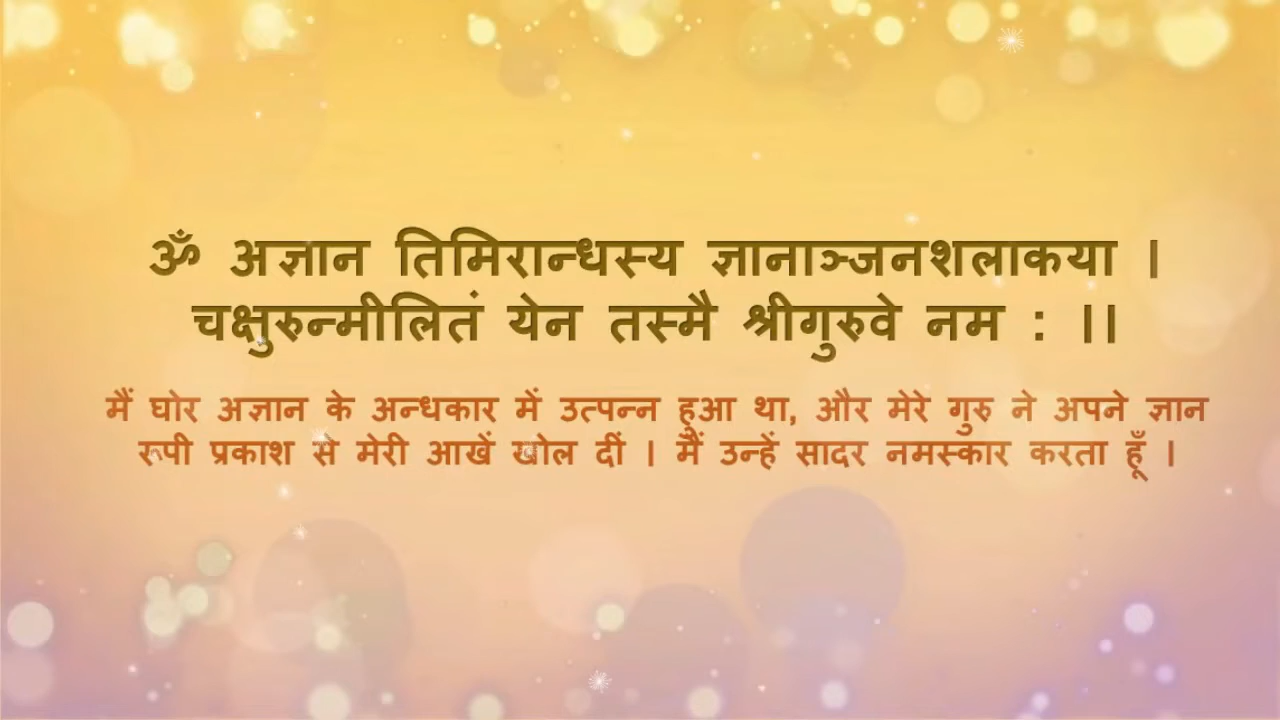 ॐ अज्ञान तिमिरान्धस्य ज्ञानाञ्जनशलाकया |
चक्षुरुन्मीलितं येन तस्मै श्रीगुरुवे नम : ||
मैं घोर अज्ञान के अन्धकार में उत्पन्न हुआ था, और मेरे गुरु ने अपने ज्ञान
रुपी प्रकाश से मेरी आखें खोल दीं | मैं उन्हें सादर नमस्कार करता हूँ |